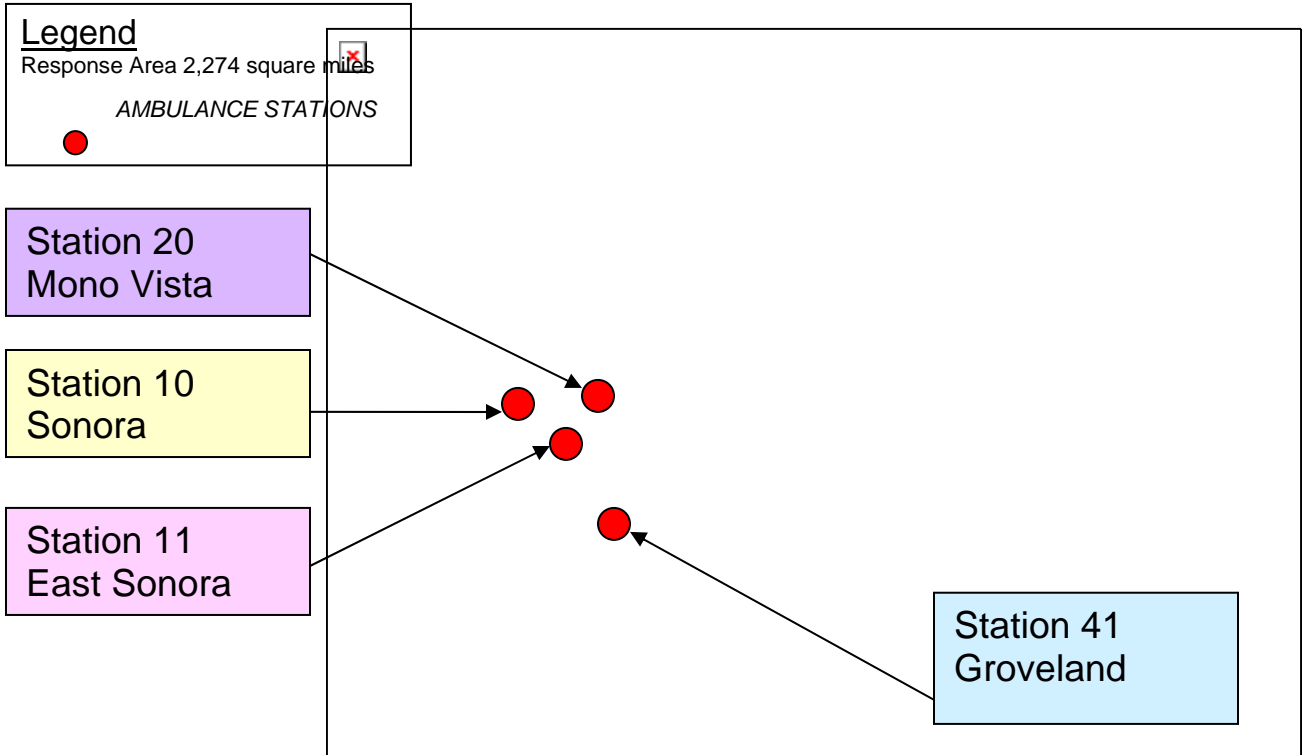 Legend
Response Area 2,274 square miles
AMBULANCE STATIONS
Station 20
Mono Vista
Station 10
Sonora
Station 11
East Sonora
Station 41
Groveland